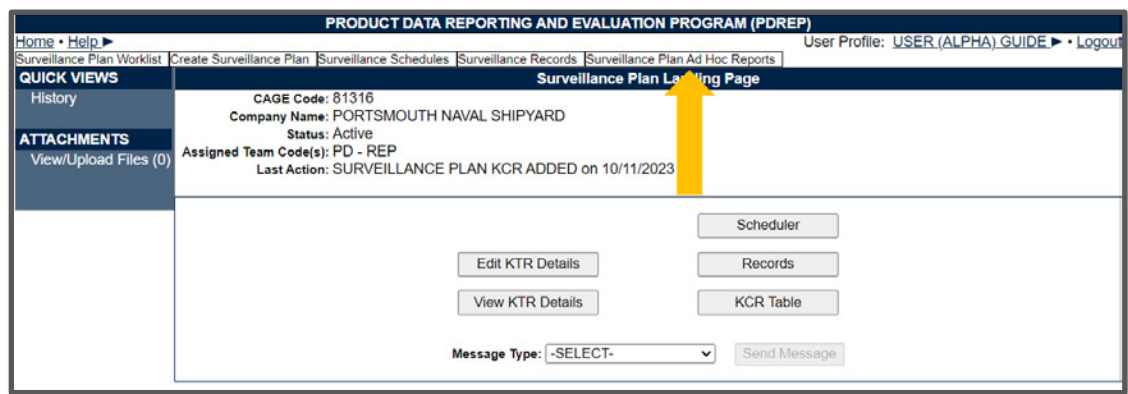 PRODUCT DATA REPORTING AND EVALUATION PROGRAM (PDREP)
Home • Help ▶ User Profile: USER (ALPHA) GUIDE ▶ • Logout
Surveillance Plan Worklist Create Surveillance Plan Surveillance Schedules Surveillance Records Surveillance Plan Ad Hoc Reports
QUICK VIEWS
History
ATTACHMENTS
View/Upload Files (0)
Surveillance Plan Landing Page
CAGE Code: 81316
Company Name: PORTSMOUTH NAVAL SHIPYARD
Status: Active
Assigned Team Code(s): PD - REP
Last Action: SURVEILLANCE PLAN KCR ADDED on 10/11/2023
Scheduler
Edit KTR Details Records
View KTR Details KCR Table
Message Type: -SELECT- Send Message